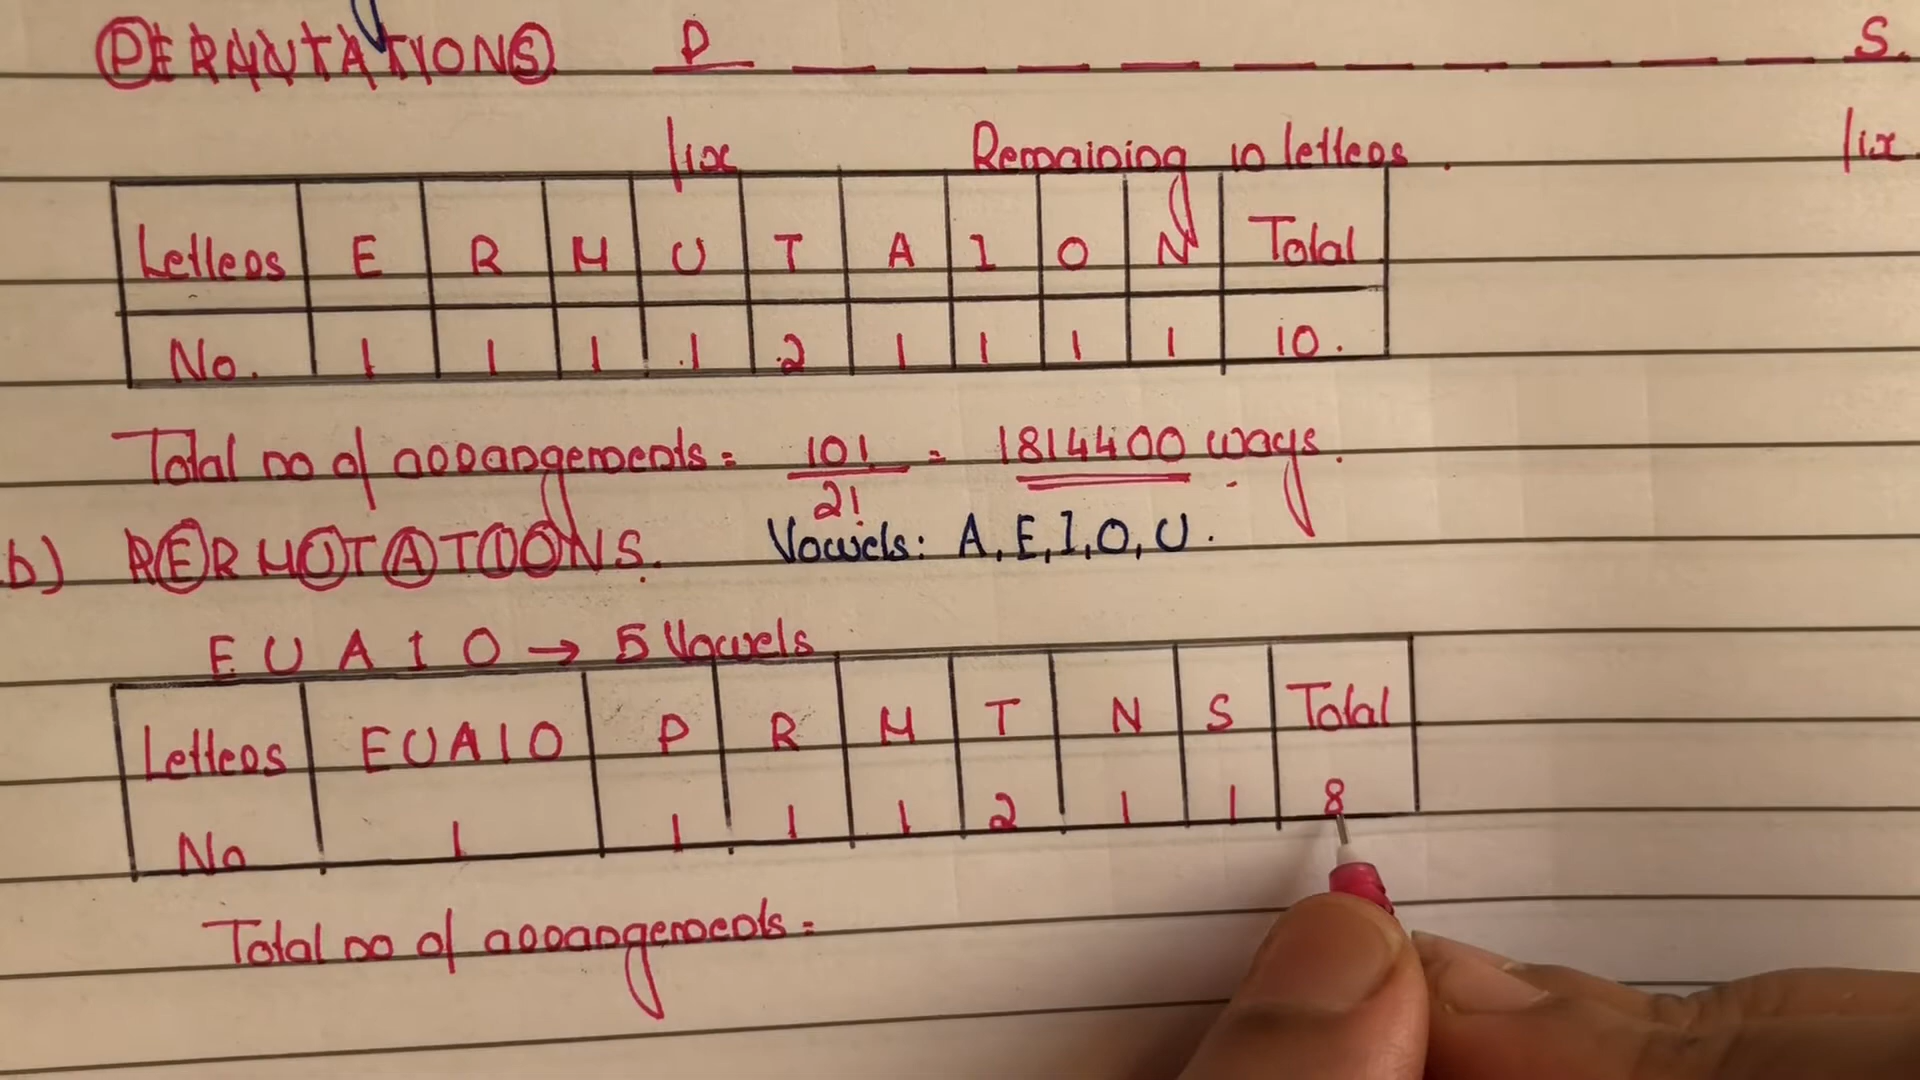 PERMUTATIONS P _ _ _ _ _ _ _ _ _ _ S.
fix Remaining 10 letters. fix.
Letters E R M U T A I O N Total
No. 1 1 1 1 2 1 1 1 1 10.
Total no of arrangements = 10! / 2! = 1814400 ways.
b) PERMUTATIONS. Vowels: A, E, I, O, U.
E U A I O → 5 Vowels
Letters EUAIO P R M T N S Total
No 1 1 1 1 2 1 1 8
Total no of arrangements =